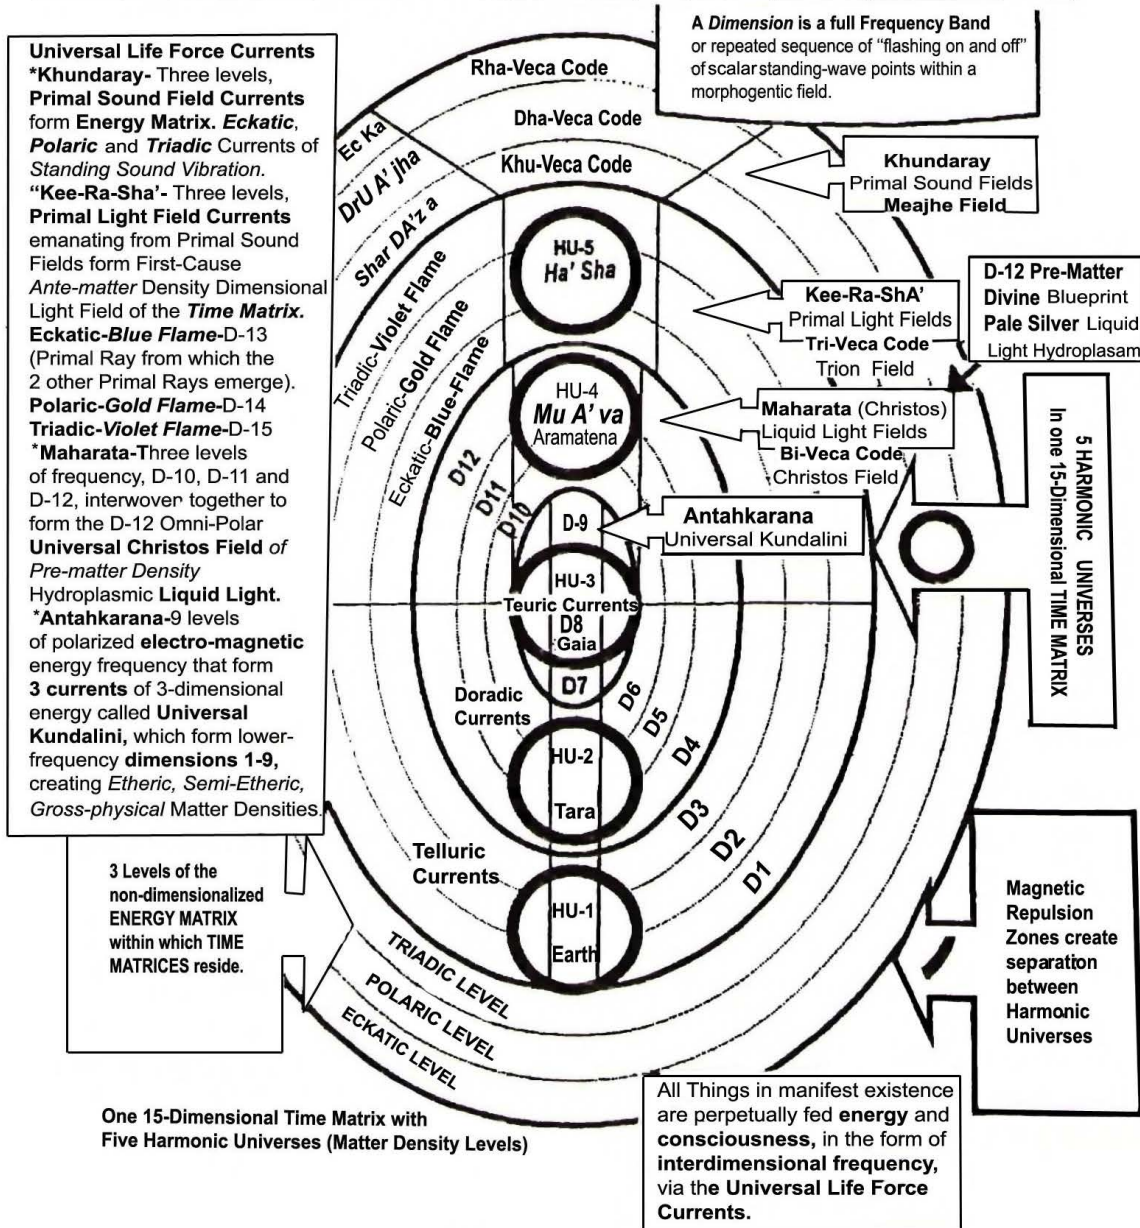 Universal Life Force Currents
*Khundaray- Three levels,
Primal Sound Field Currents
form Energy Matrix. Eckatic,
Polaric and Triadic Currents of
Standing Sound Vibration.
"Kee-Ra-Sha'- Three levels,
Primal Light Field Currents
emanating from Primal Sound
Fields form First-Cause
Ante-matter Density Dimensional
Light Field of the Time Matrix.
Eckatic-Blue Flame-D-13
(Primal Ray from which the
2 other Primal Rays emerge).
Polaric-Gold Flame-D-14
Triadic-Violet Flame-D-15
*Maharata-Three levels
of frequency, D-10, D-11 and
D-12, interwover together to
form the D-12 Omni-Polar
Universal Christos Field of
Pre-matter Density
Hydroplasmic Liquid Light.
*Antahkarana-9 levels
of polarized electro-magnetic
energy frequency that form
3 currents of 3-dimensional
energy called Universal
Kundalini, which form lower-
frequency dimensions 1-9,
creating Etheric, Semi-Etheric,
Gross-physical Matter Densities.
3 Levels of the
non-dimensionalized
ENERGY MATRIX
within which TIME
MATRICES reside.
One 15-Dimensional Time Matrix with
Five Harmonic Universes (Matter Density Levels)
A Dimension is a full Frequency Band
or repeated sequence of "flashing on and off"
of scalar standing-wave points within a
morphogentic field.
Rha-Veca Code
Dha-Veca Code
Khu-Veca Code
Ec Ka
DrU A' jha
Shar DA'z a
Triadic-Violet Flame
Polaric-Gold Flame
Eckatic-Blue-Flame
D12
D11
D10
HU-5
Ha' Sha
HU-4
Mu A' va
Aramatena
D-9
HU-3
Teuric Currents
D8
Gaia
D7
Doradic
Currents
D6
D5
D4
HU-2
Tara
D3
D2
D1
Telluric
Currents
HU-1
Earth
TRIADIC LEVEL
POLARIC LEVEL
ECKATIC LEVEL
Khundaray
Primal Sound Fields
Meajhe Field
Kee-Ra-ShA'
Primal Light Fields
Tri-Veca Code
Trion Field
D-12 Pre-Matter
Divine Blueprint
Pale Silver Liquid
Light Hydroplasam
Maharata (Christos)
Liquid Light Fields
Bi-Veca Code
Christos Field
Antahkarana
Universal Kundalini
5 HARMONIC UNIVERSES
In one 15-Dimensional TIME MATRIX
Magnetic
Repulsion
Zones create
separation
between
Harmonic
Universes
All Things in manifest existence
are perpetually fed energy and
consciousness, in the form of
interdimensional frequency,
via the Universal Life Force
Currents.